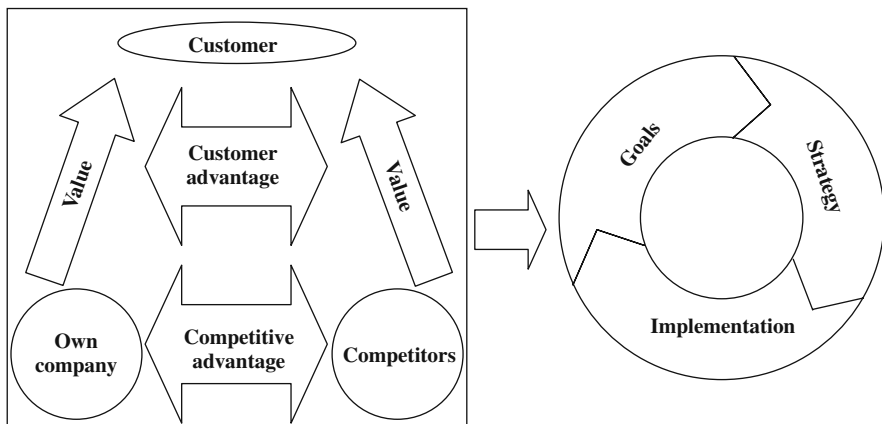 Customer
Value
Customer
advantage
Value
Own
company
Competitive
advantage
Competitors
Goals
Strategy
Implementation